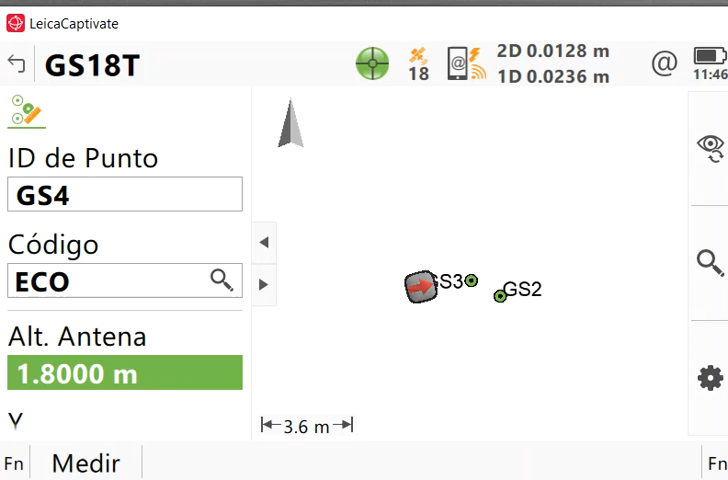 LeicaCaptivate
GS18T
18
@
2D 0.0128 m
1D 0.0236 m
@
11:46
ID de Punto
GS4
Código
ECO
Alt. Antena
1.8000 m
GS3
GS2
3.6 m
Fn
Medir
Fn